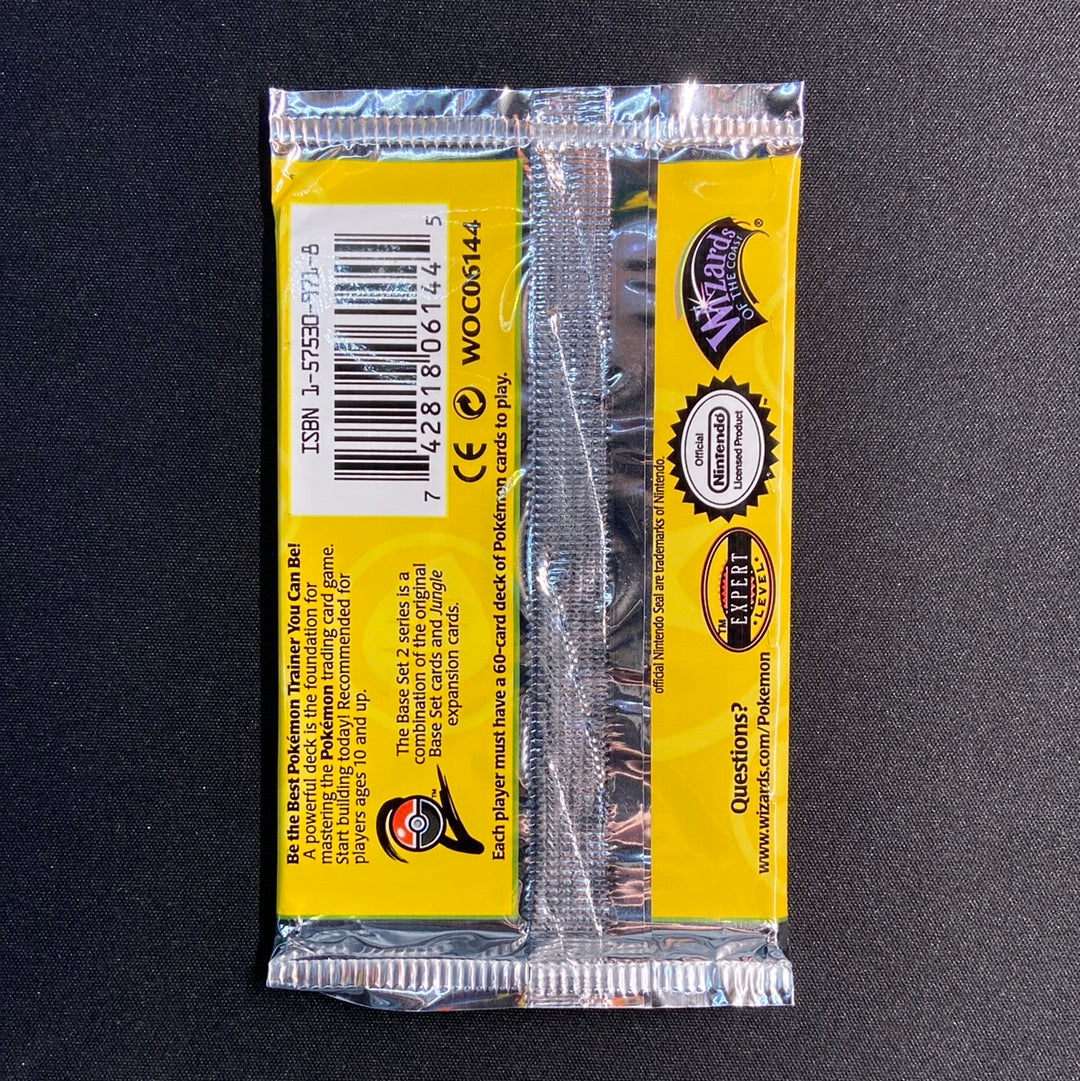 Be the Best Pokémon Trainer You Can Be!
A powerful deck is the foundation for
mastering the Pokémon trading card game.
Start building today! Recommended for
players ages 10 and up.
The Base Set 2 series is a
combination of the original
Base Set cards and Jungle
expansion cards.
2
TM
Each player must have a 60-card deck of Pokémon cards to play.
ISBN 1-57530-971-8
7 42818 06144 5
CE WOC06144
official Nintendo Seal are trademarks of Nintendo.
Wizards
OF THE COAST
®
Official
Nintendo
Licensed Product
TM
TM
EXPERT
LEVEL
Questions?
www.wizards.com/Pokemon